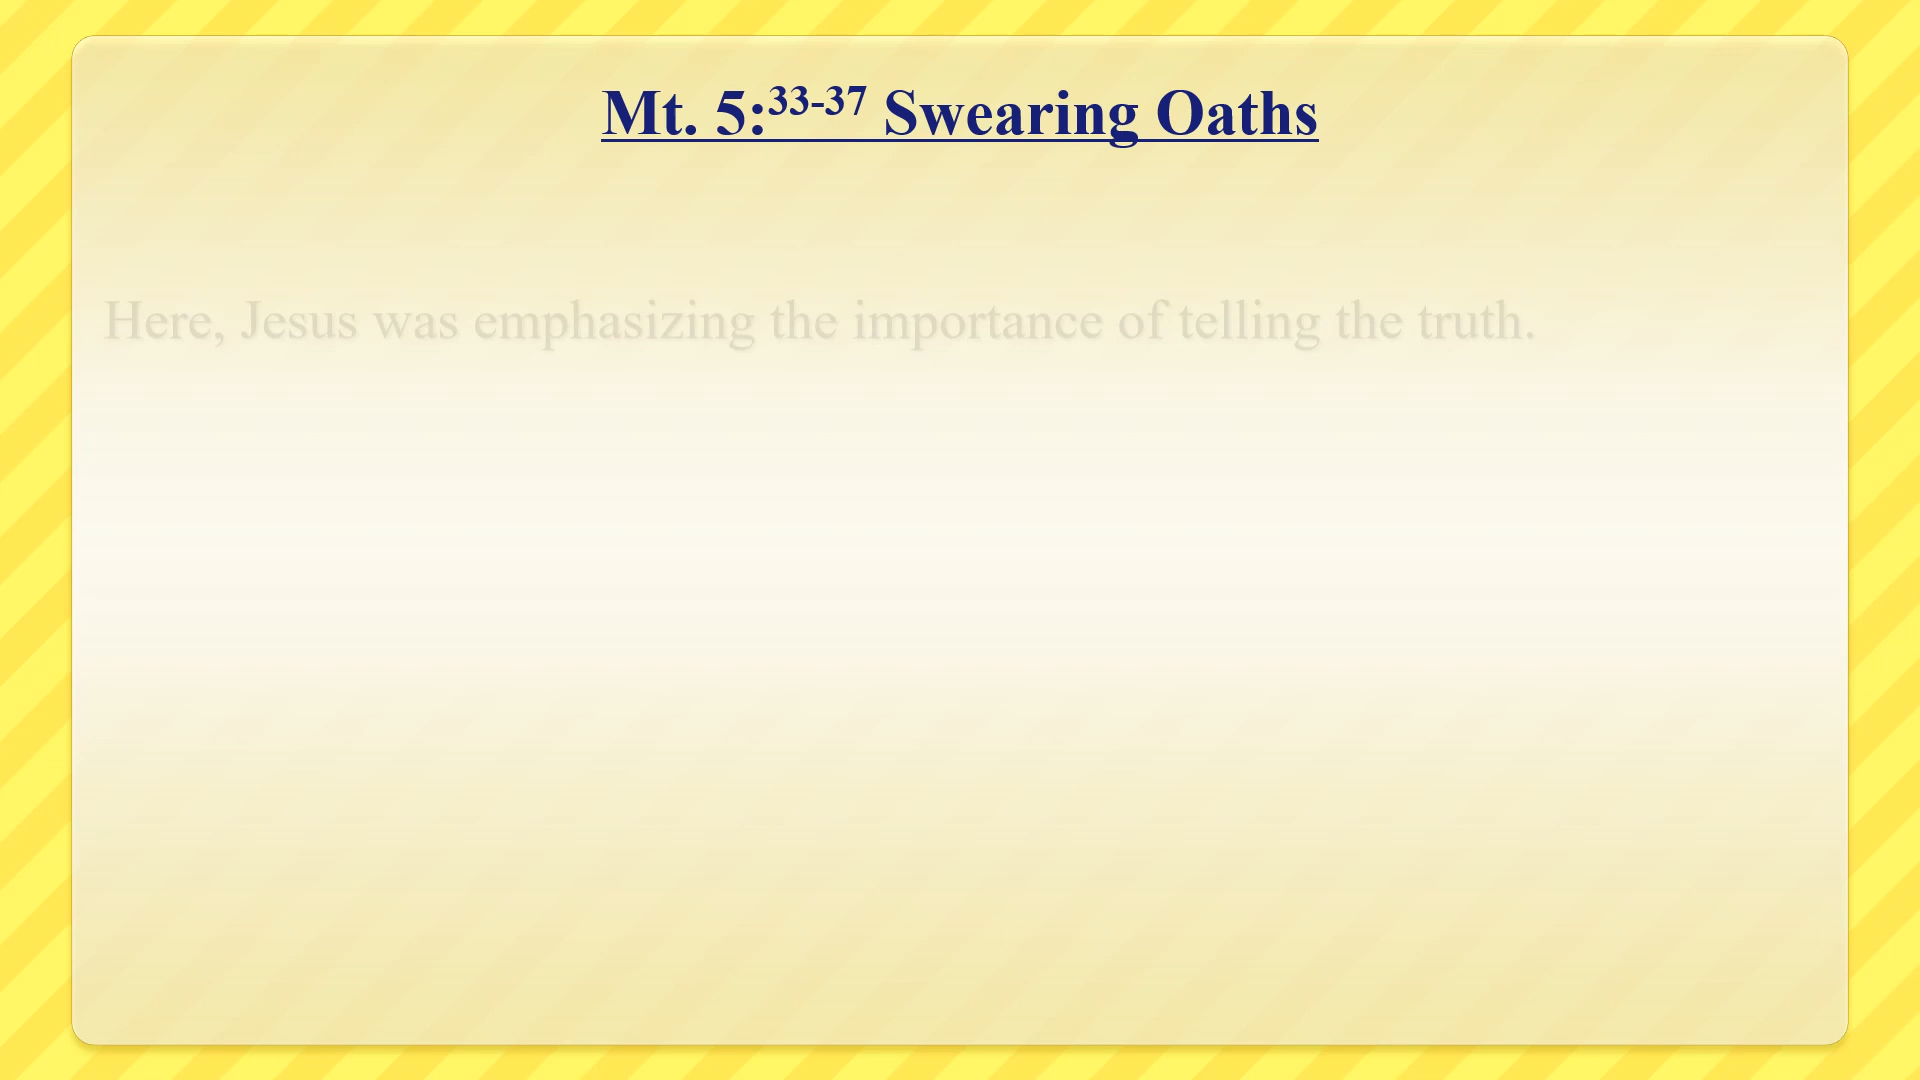 Mt. 5:33-37 Swearing Oaths
Here, Jesus was emphasizing the importance of telling the truth.